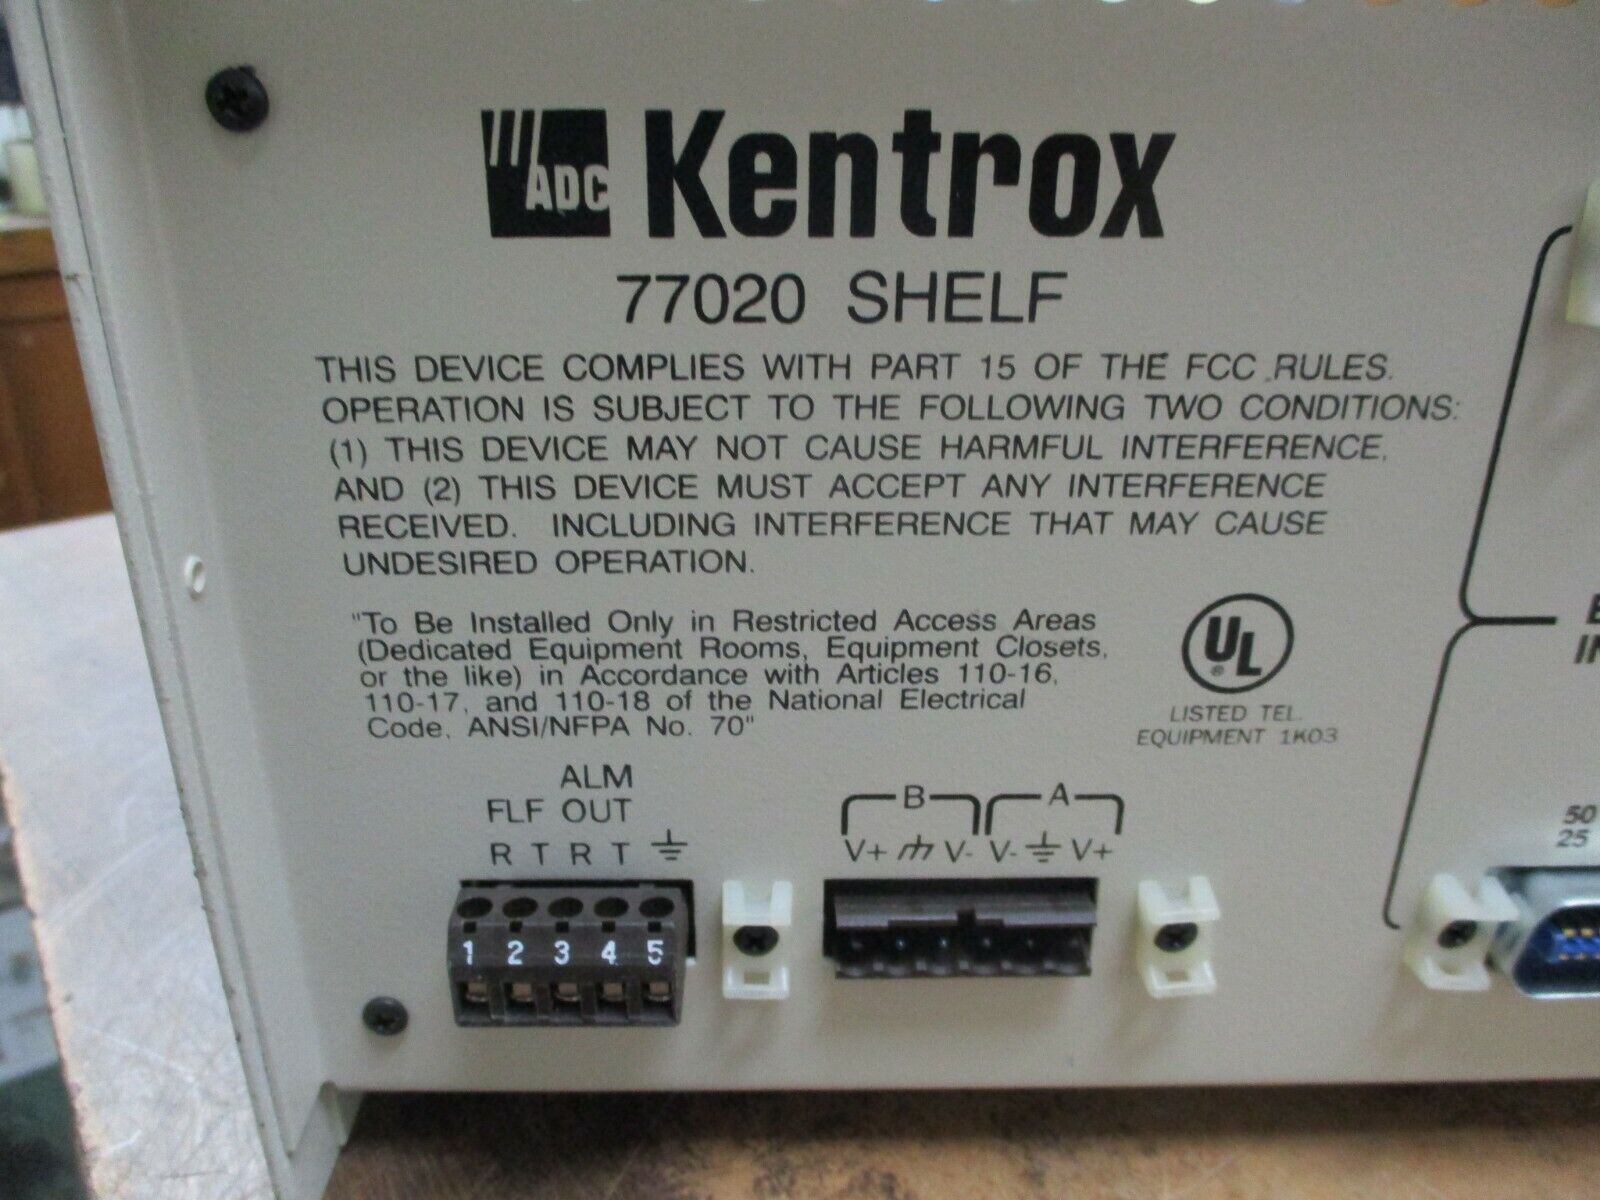 ADC Kentrox
77020 SHELF
THIS DEVICE COMPLIES WITH PART 15 OF THE FCC RULES.
OPERATION IS SUBJECT TO THE FOLLOWING TWO CONDITIONS:
(1) THIS DEVICE MAY NOT CAUSE HARMFUL INTERFERENCE,
AND (2) THIS DEVICE MUST ACCEPT ANY INTERFERENCE
RECEIVED. INCLUDING INTERFERENCE THAT MAY CAUSE
UNDESIRED OPERATION.
"To Be Installed Only in Restricted Access Areas
(Dedicated Equipment Rooms, Equipment Closets,
or the like) in Accordance with Articles 110-16,
110-17, and 110-18 of the National Electrical
Code, ANSI/NFPA No. 70"
UL ®
LISTED TEL.
EQUIPMENT 1K03
ALM
FLF OUT
R T R T
1 2 3 4 5
B A
V+ V- V- V+
50
25